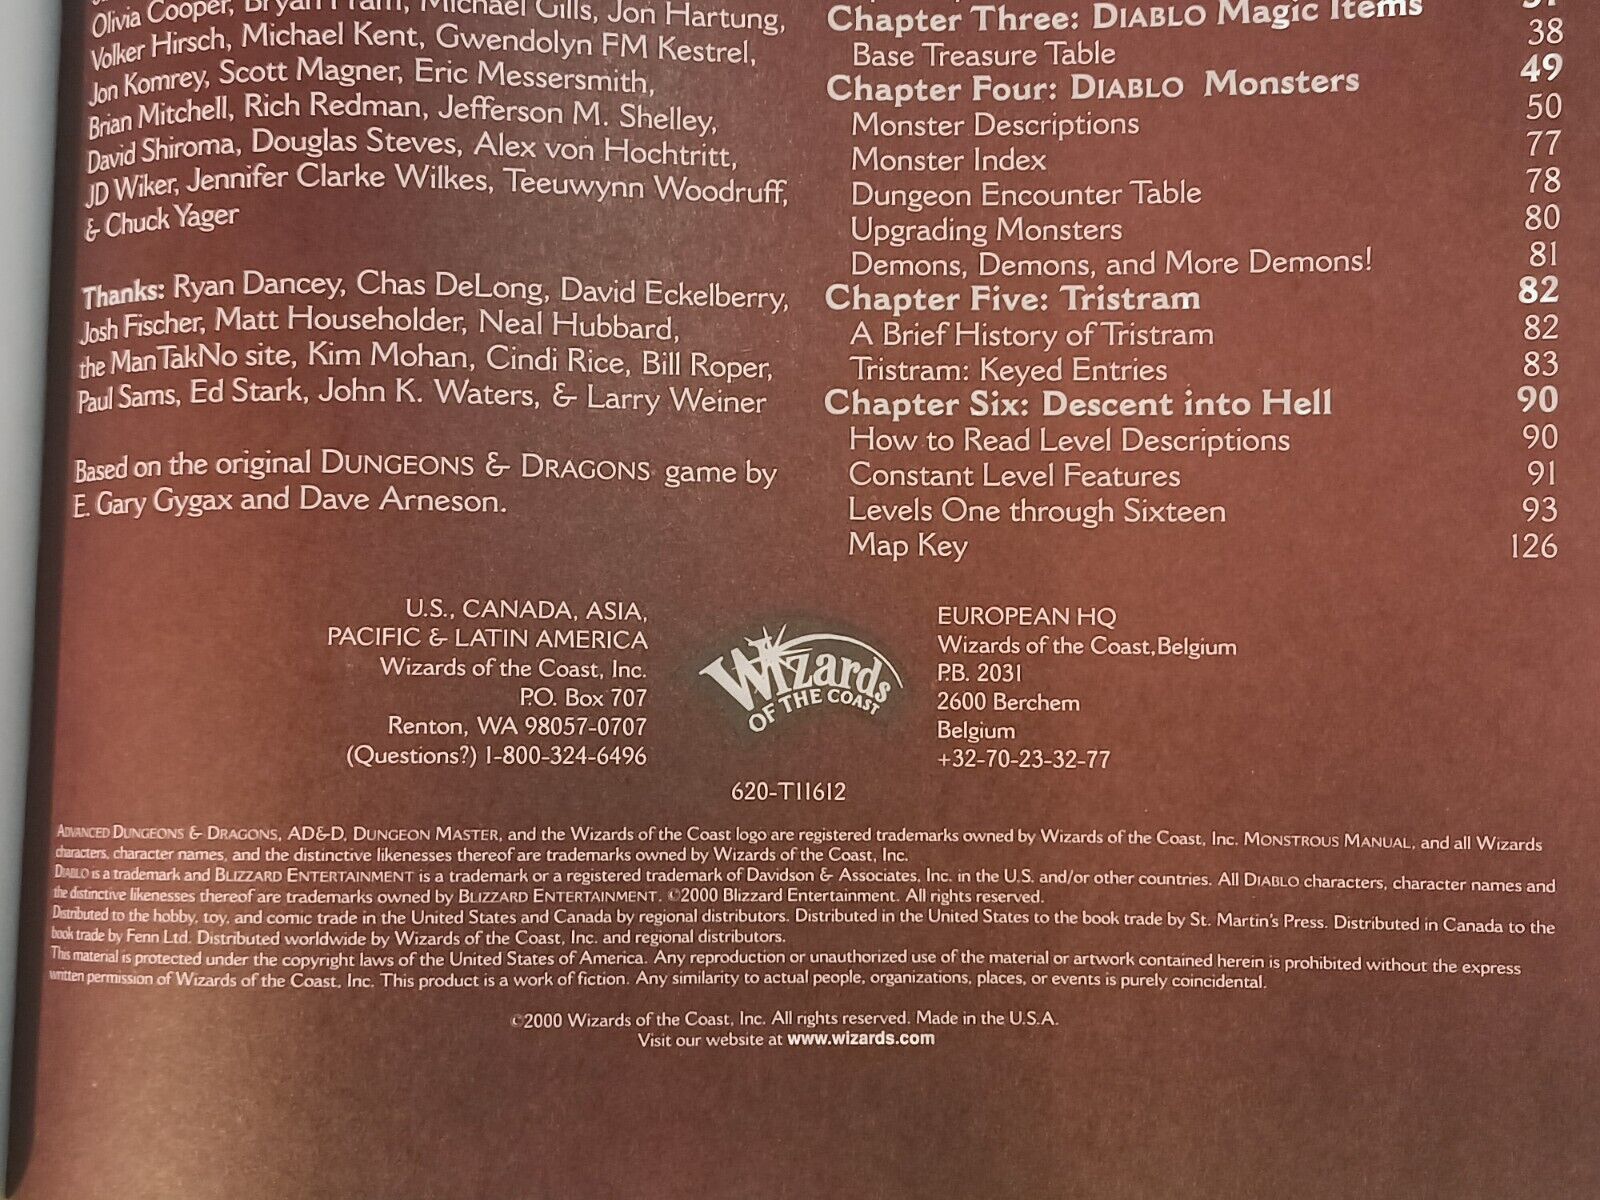 Olivia Cooper, Bryan Fram, Michael Gills, Jon Hartung,
Volker Hirsch, Michael Kent, Gwendolyn FM Kestrel,
Jon Komrey, Scott Magner, Eric Messersmith,
Brian Mitchell, Rich Redman, Jefferson M. Shelley,
David Shiroma, Douglas Steves, Alex von Hochtritt,
JD Wiker, Jennifer Clarke Wilkes, Teeuwynn Woodruff,
& Chuck Yager
Thanks: Ryan Dancey, Chas DeLong, David Eckelberry,
Josh Fischer, Matt Householder, Neal Hubbard,
the ManTakNo site, Kim Mohan, Cindi Rice, Bill Roper,
Paul Sams, Ed Stark, John K. Waters, & Larry Weiner
Based on the original DUNGEONS & DRAGONS game by
E. Gary Gygax and Dave Arneson.
Chapter Three: DIABLO Magic Items
Base Treasure Table 38
Chapter Four: DIABLO Monsters 49
Monster Descriptions 50
Monster Index 77
Dungeon Encounter Table 78
Upgrading Monsters 80
Demons, Demons, and More Demons! 81
Chapter Five: Tristram 82
A Brief History of Tristram 82
Tristram: Keyed Entries 83
Chapter Six: Descent into Hell 90
How to Read Level Descriptions 90
Constant Level Features 91
Levels One through Sixteen 93
Map Key 126
U.S., CANADA, ASIA,
PACIFIC & LATIN AMERICA
Wizards of the Coast, Inc.
P.O. Box 707
Renton, WA 98057-0707
(Questions?) 1-800-324-6496
Wizards
OF THE COAST
EUROPEAN HQ
Wizards of the Coast, Belgium
P.B. 2031
2600 Berchem
Belgium
+32-70-23-32-77
620-T11612
ADVANCED DUNGEONS & DRAGONS, AD&D, DUNGEON MASTER, and the Wizards of the Coast logo are registered trademarks owned by Wizards of the Coast, Inc. MONSTROUS MANUAL, and all Wizards
characters, character names, and the distinctive likenesses thereof are trademarks owned by Wizards of the Coast, Inc.
DIABLO is a trademark and BLIZZARD ENTERTAINMENT is a trademark or a registered trademark of Davidson & Associates, Inc. in the U.S. and/or other countries. All DIABLO characters, character names and
the distinctive likenesses thereof are trademarks owned by BLIZZARD ENTERTAINMENT. ©2000 Blizzard Entertainment. All rights reserved.
Distributed to the hobby, toy, and comic trade in the United States and Canada by regional distributors. Distributed in the United States to the book trade by St. Martin's Press. Distributed in Canada to the
book trade by Fenn Ltd. Distributed worldwide by Wizards of the Coast, Inc. and regional distributors.
This material is protected under the copyright laws of the United States of America. Any reproduction or unauthorized use of the material or artwork contained herein is prohibited without the express
written permission of Wizards of the Coast, Inc. This product is a work of fiction. Any similarity to actual people, organizations, places, or events is purely coincidental.
©2000 Wizards of the Coast, Inc. All rights reserved. Made in the U.S.A.
Visit our website at www.wizards.com